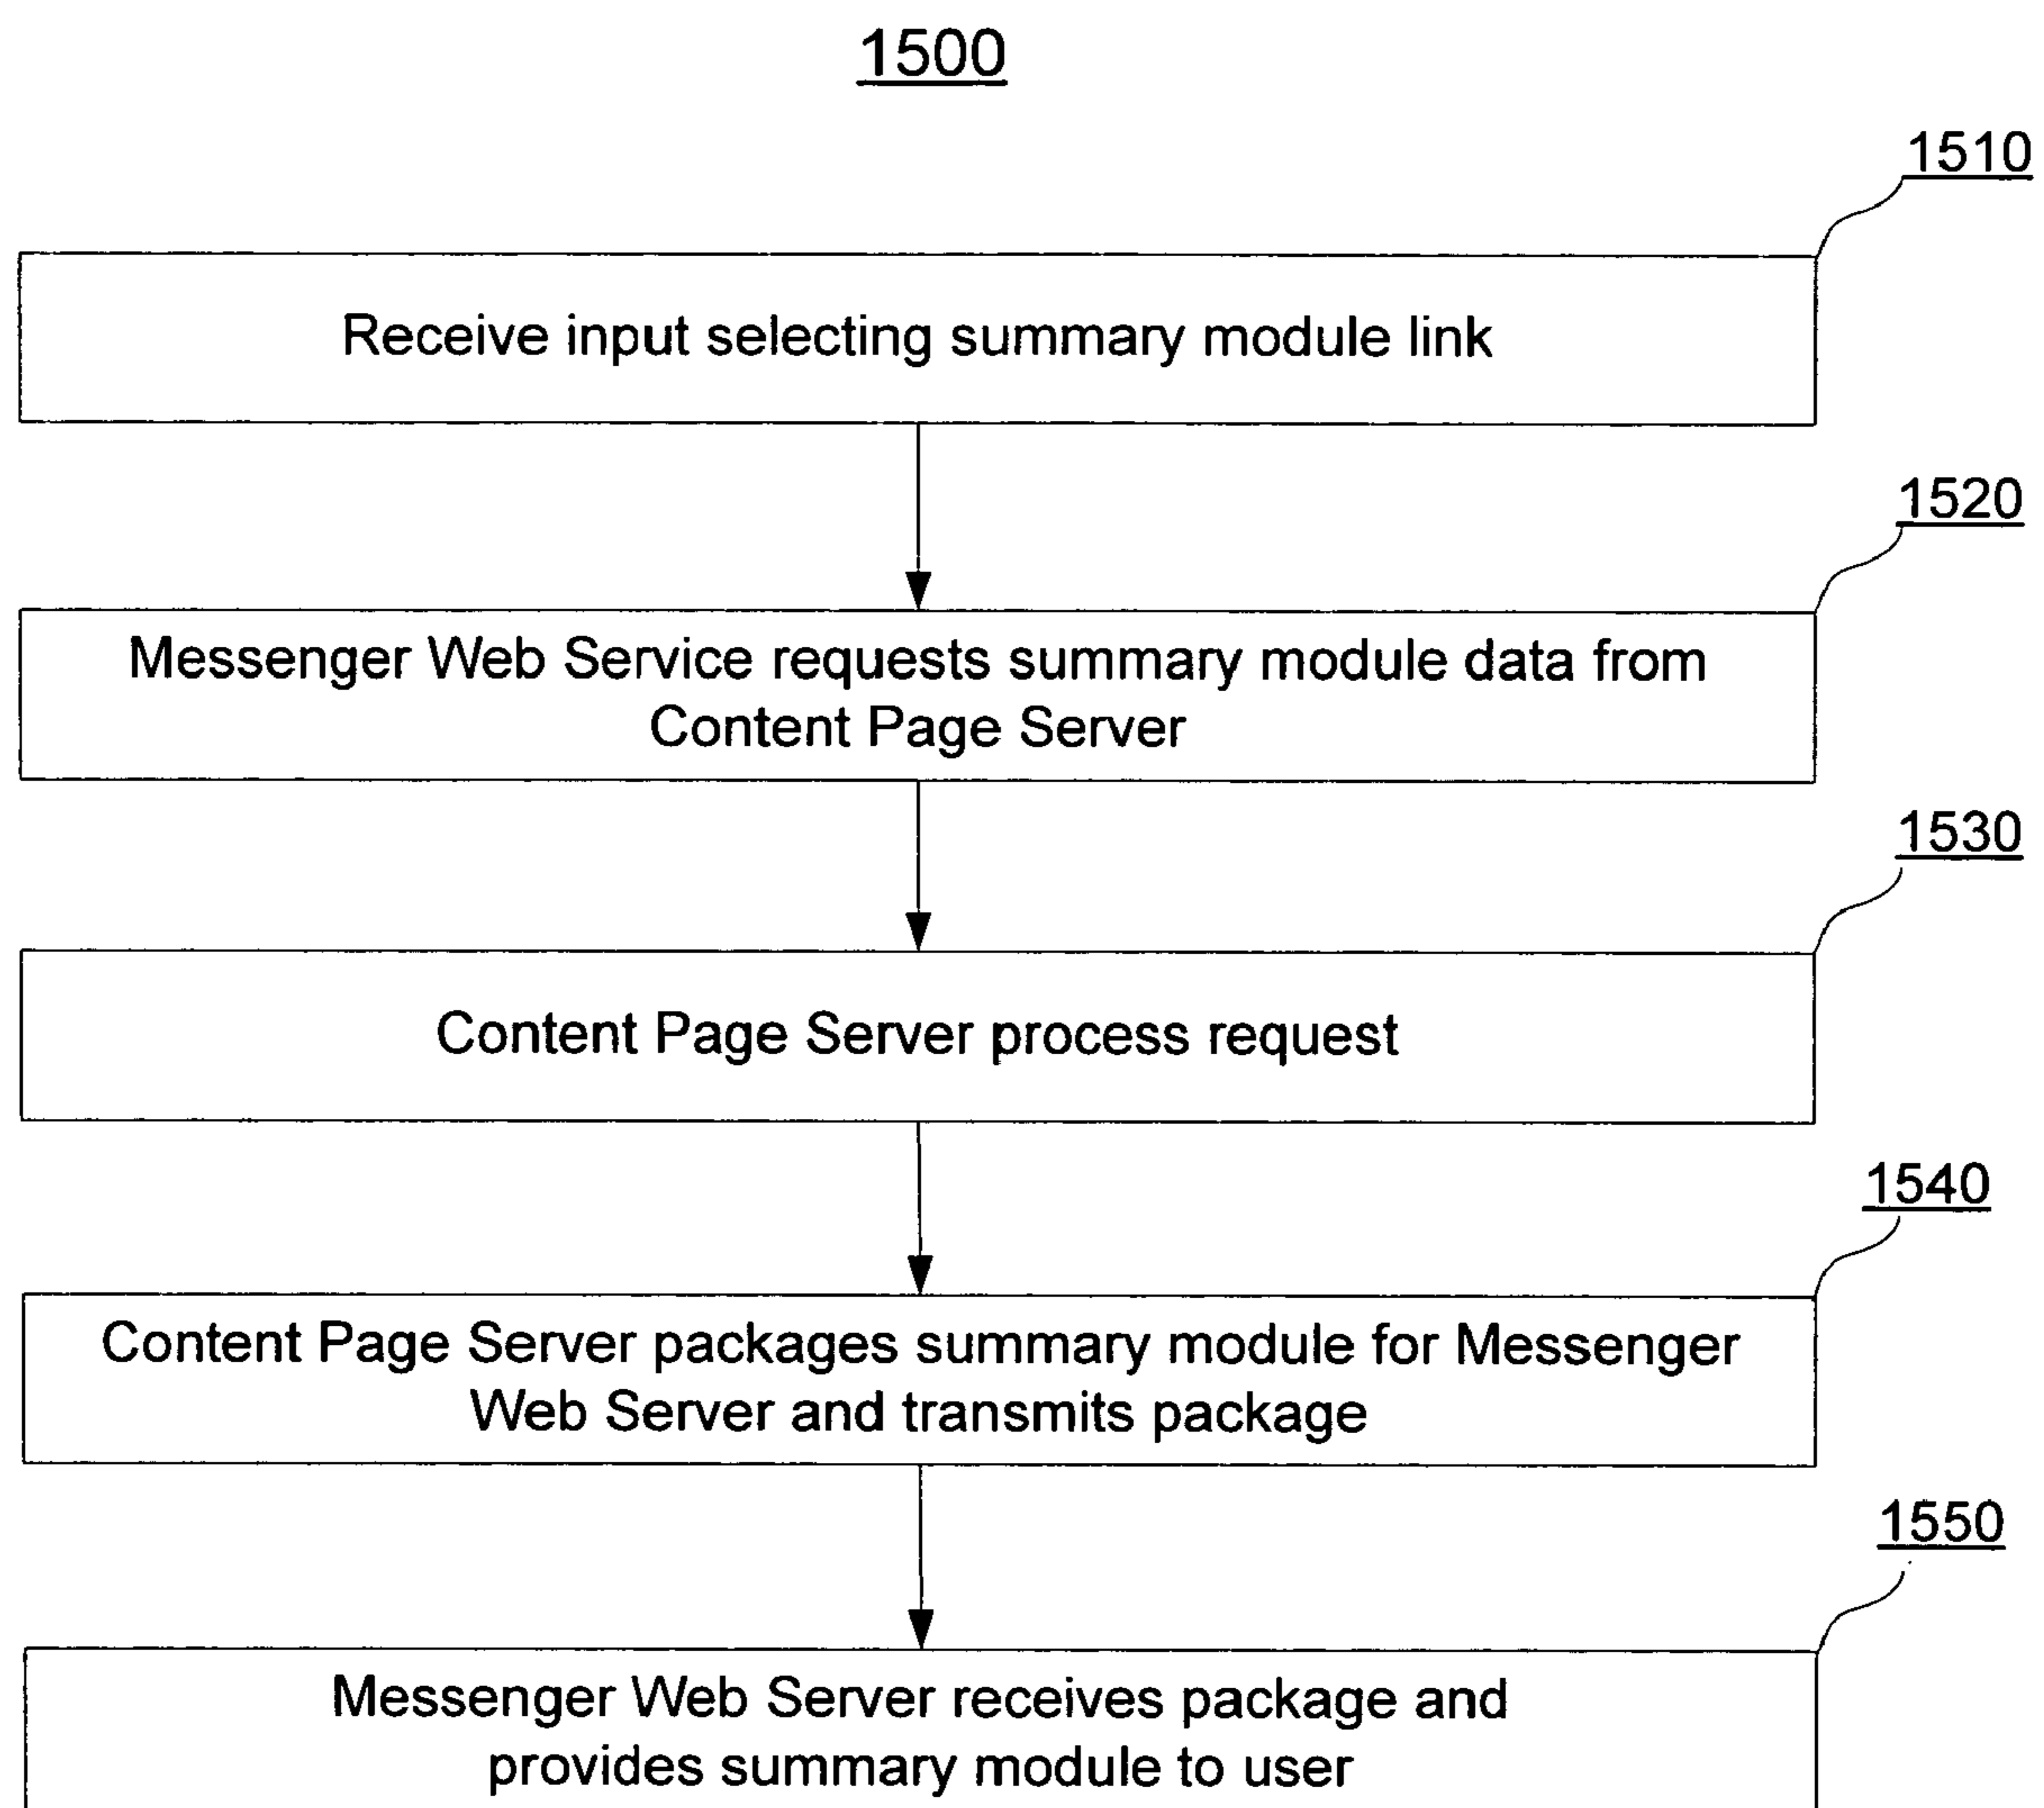 1500
1510
Receive input selecting summary module link
1520
Messenger Web Service requests summary module data from
Content Page Server
1530
Content Page Server process request
1540
Content Page Server packages summary module for Messenger
Web Server and transmits package
1550
Messenger Web Server receives package and
provides summary module to user